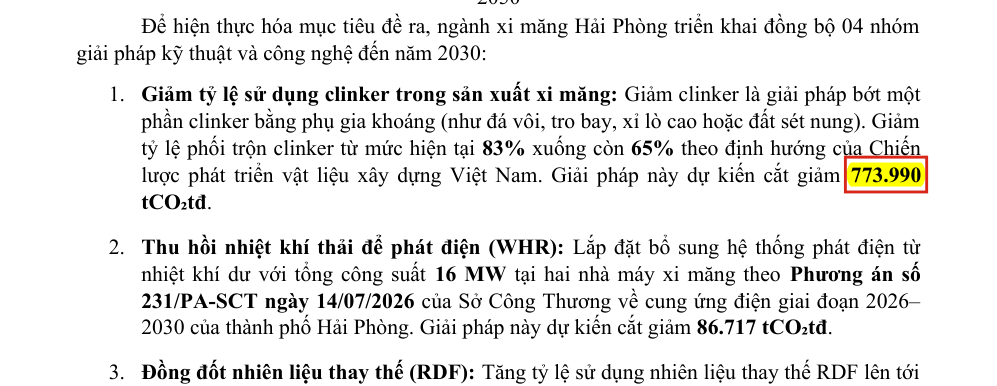 2030
Để hiện thực hóa mục tiêu đề ra, ngành xi măng Hải Phòng triển khai đồng bộ 04 nhóm
giải pháp kỹ thuật và công nghệ đến năm 2030:
1. Giảm tỷ lệ sử dụng clinker trong sản xuất xi măng: Giảm clinker là giải pháp bớt một
phần clinker bằng phụ gia khoáng (như đá vôi, tro bay, xỉ lò cao hoặc đất sét nung). Giảm
tỷ lệ phối trộn clinker từ mức hiện tại 83% xuống còn 65% theo định hướng của Chiến
lược phát triển vật liệu xây dựng Việt Nam. Giải pháp này dự kiến cắt giảm 773.990
tCO₂tđ.
2. Thu hồi nhiệt khí thải để phát điện (WHR): Lắp đặt bổ sung hệ thống phát điện từ
nhiệt khí dư với tổng công suất 16 MW tại hai nhà máy xi măng theo Phương án số
231/PA-SCT ngày 14/07/2026 của Sở Công Thương về cung ứng điện giai đoạn 2026–
2030 của thành phố Hải Phòng. Giải pháp này dự kiến cắt giảm 86.717 tCO₂tđ.
3. Đồng đốt nhiên liệu thay thế (RDF): Tăng tỷ lệ sử dụng nhiên liệu thay thế RDF lên tới